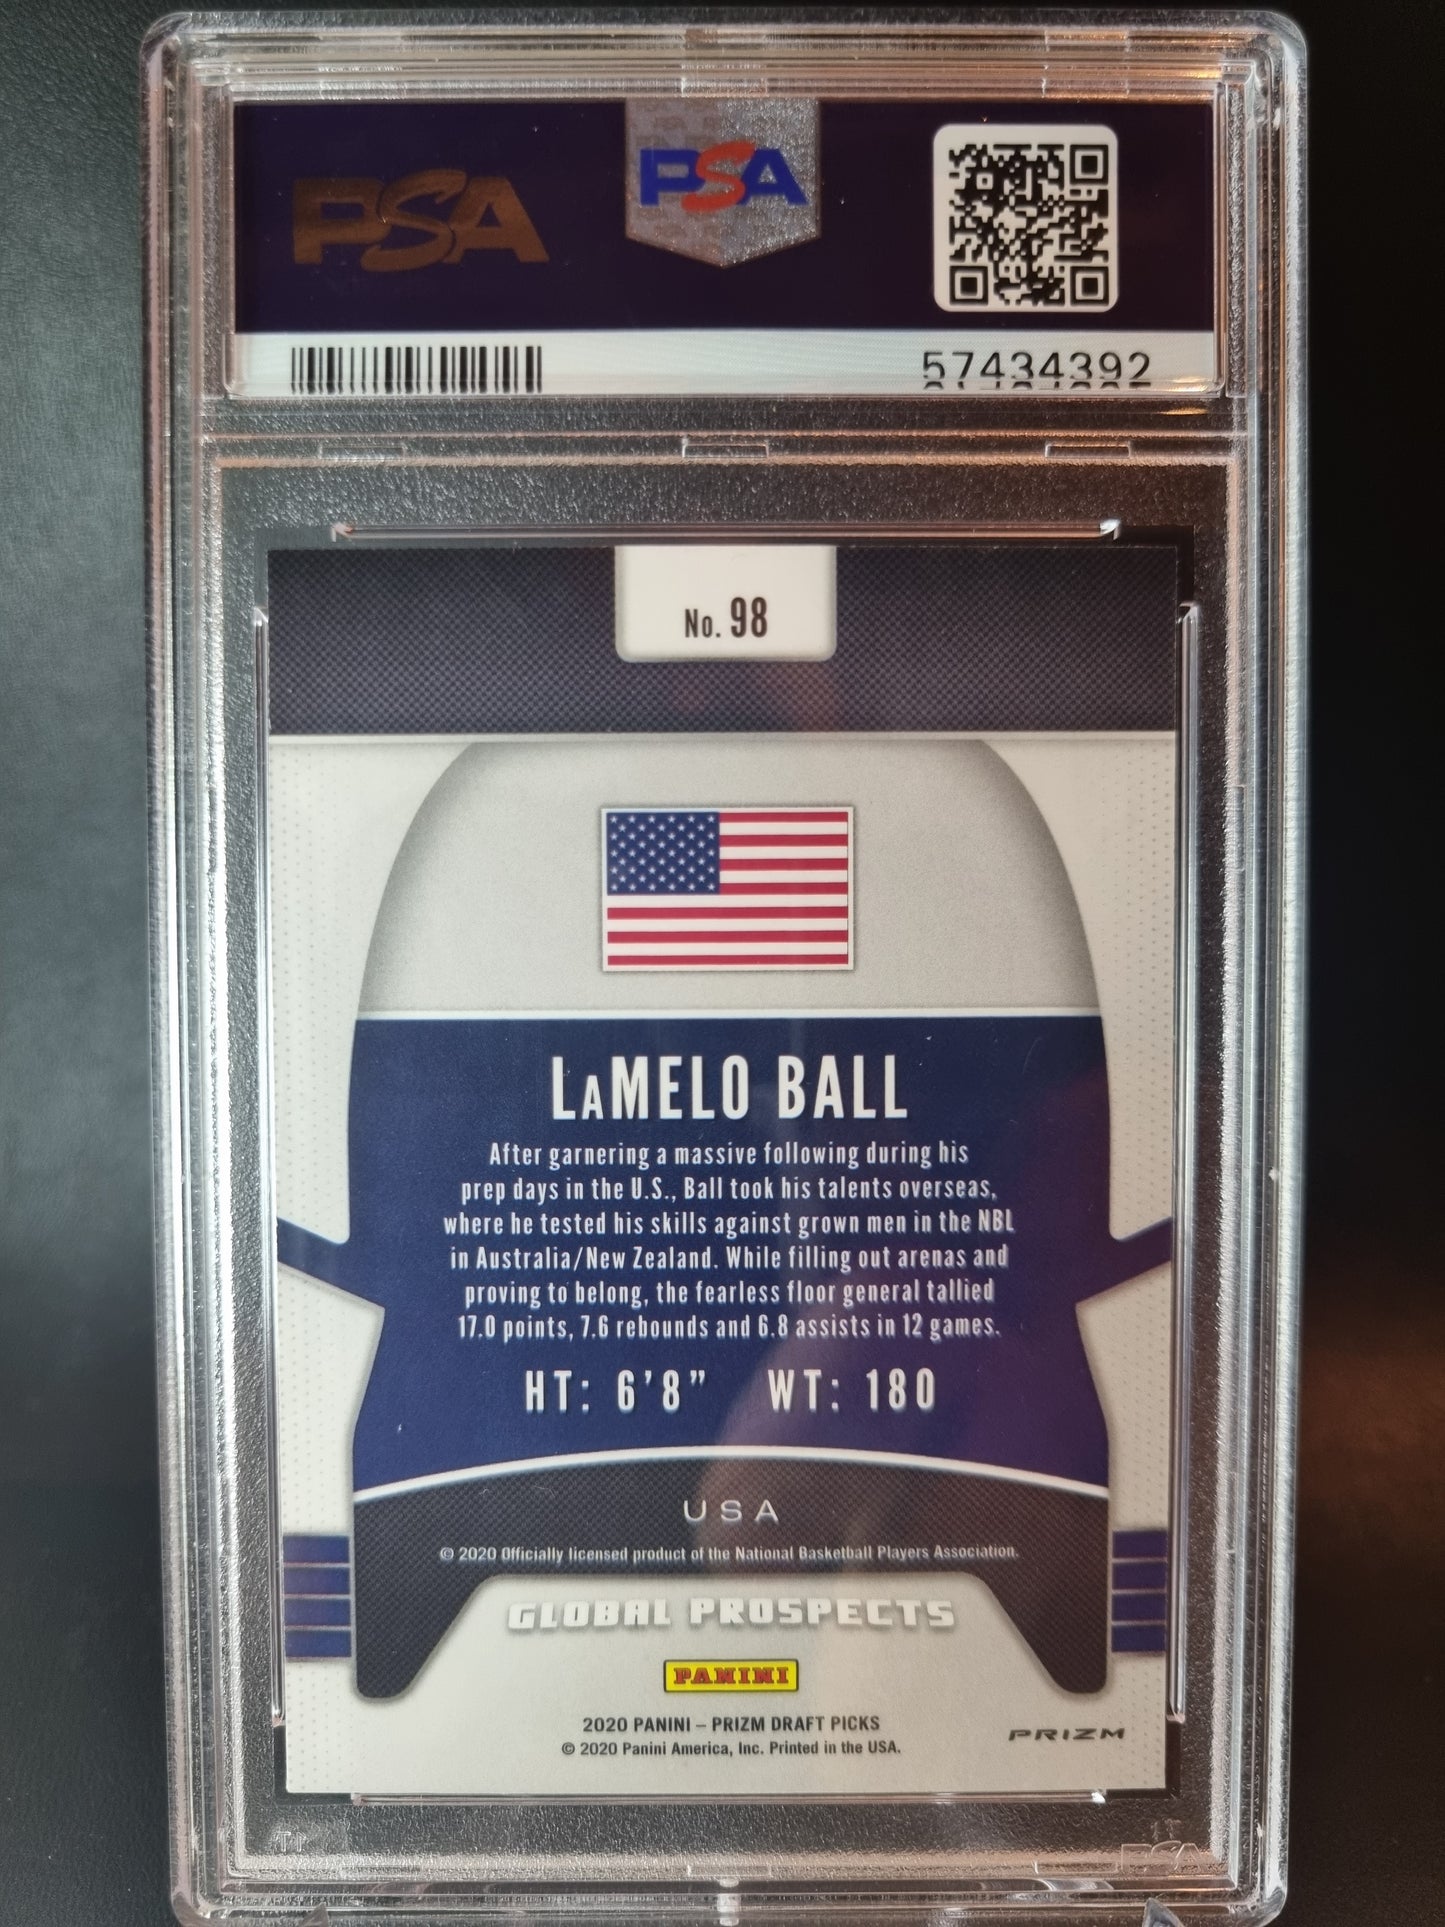 PSA
PSA
57434392
No. 98
LaMELO BALL
After garnering a massive following during his
prep days in the U.S., Ball took his talents overseas,
where he tested his skills against grown men in the NBL
in Australia/New Zealand. While filling out arenas and
proving to belong, the fearless floor general tallied
17.0 points, 7.6 rebounds and 6.8 assists in 12 games.
HT: 6'8" WT: 180
USA
© 2020 Officially licensed product of the National Basketball Players Association.
GLOBAL PROSPECTS
PANINI
2020 PANINI – PRIZM DRAFT PICKS
© 2020 Panini America, Inc. Printed in the USA.
PRIZM
PSA